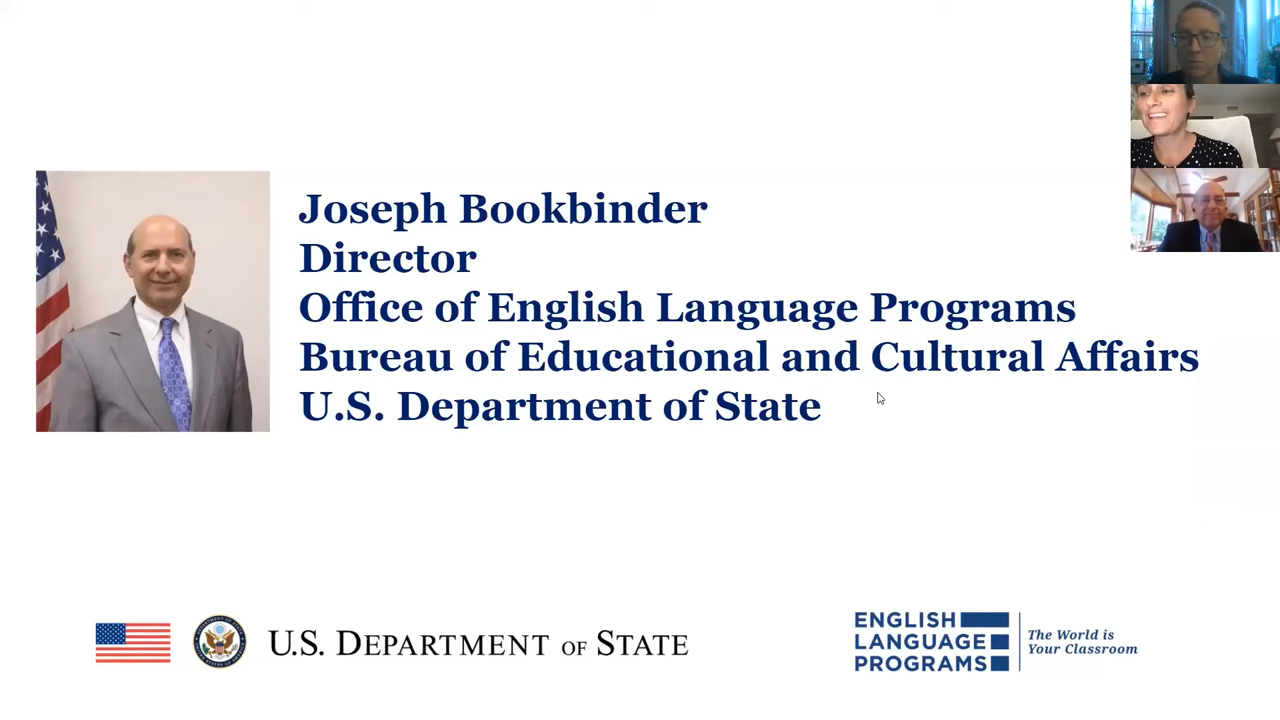 Joseph Bookbinder
Director
Office of English Language Programs
Bureau of Educational and Cultural Affairs
U.S. Department of State
U.S. DEPARTMENT OF STATE
ENGLISH
LANGUAGE
PROGRAMS
The World is
Your Classroom